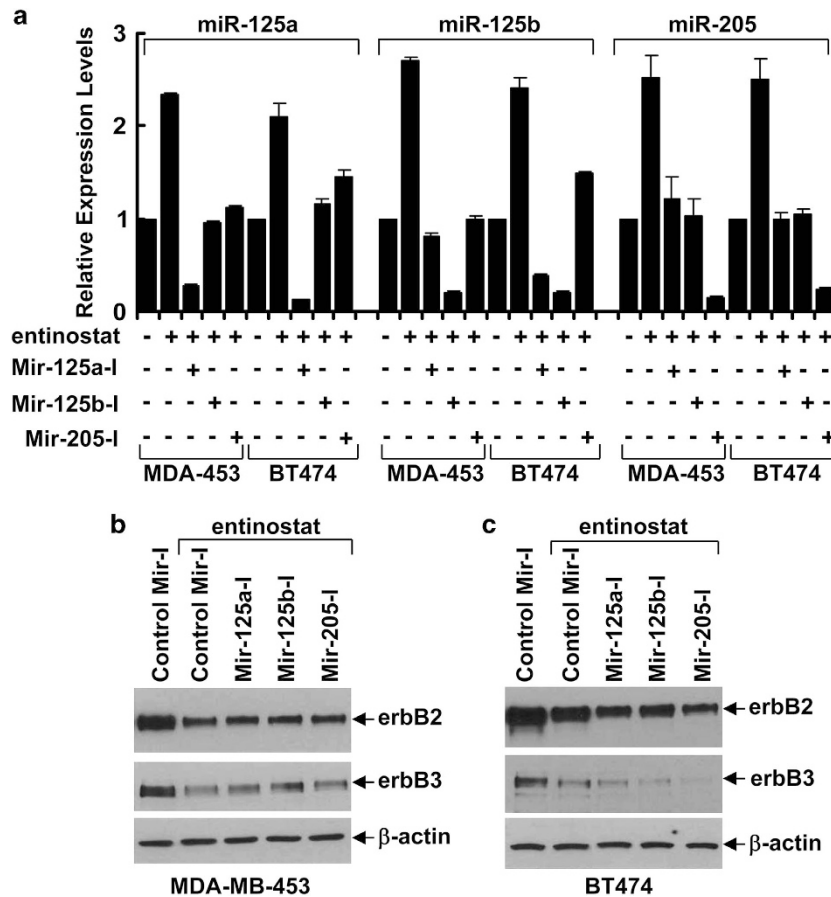 a
miR-125a miR-125b miR-205
Relative Expression Levels
3
2
1
0
entinostat - + + + + - + + + + - + + + + - + + + + - + + + + - + + + +
Mir-125a-I - - + - - - - + - - - - + - - - - + - - - - + - - - - + - -
Mir-125b-I - - - + - - - - + - - - - + - - - - + - - - - + - - - - + -
Mir-205-I - - - - + - - - - + - - - - + - - - - + - - - - + - - - - +
MDA-453 BT474 MDA-453 BT474 MDA-453 BT474
b
entinostat
Control Mir-I
Control Mir-I
Mir-125a-I
Mir-125b-I
Mir-205-I
erbB2
erbB3
β-actin
MDA-MB-453
c
entinostat
Control Mir-I
Control Mir-I
Mir-125a-I
Mir-125b-I
Mir-205-I
erbB2
erbB3
β-actin
BT474